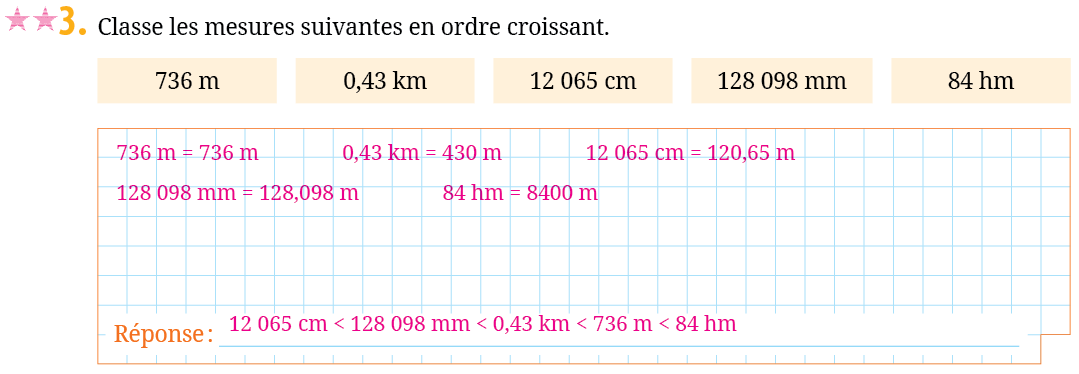 3. Classe les mesures suivantes en ordre croissant.
736 m 0,43 km 12 065 cm 128 098 mm 84 hm
736 m = 736 m 0,43 km = 430 m 12 065 cm = 120,65 m
128 098 mm = 128,098 m 84 hm = 8400 m
Réponse : 12 065 cm < 128 098 mm < 0,43 km < 736 m < 84 hm